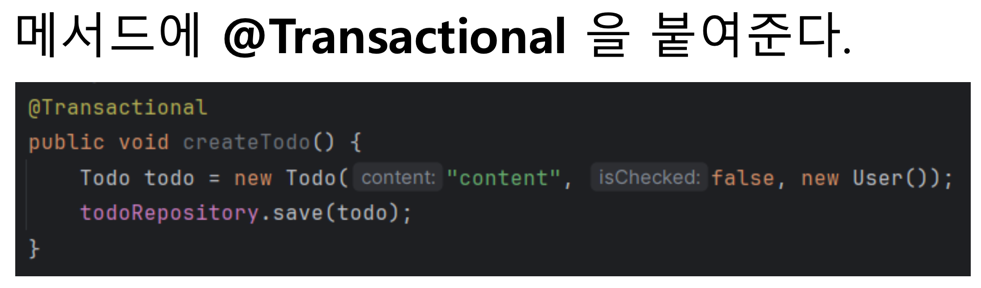 메서드에 @Transactional 을 붙여준다.
@Transactional
public void createTodo() {
Todo todo = new Todo( content: "content", isChecked: false, new User());
todoRepository.save(todo);
}